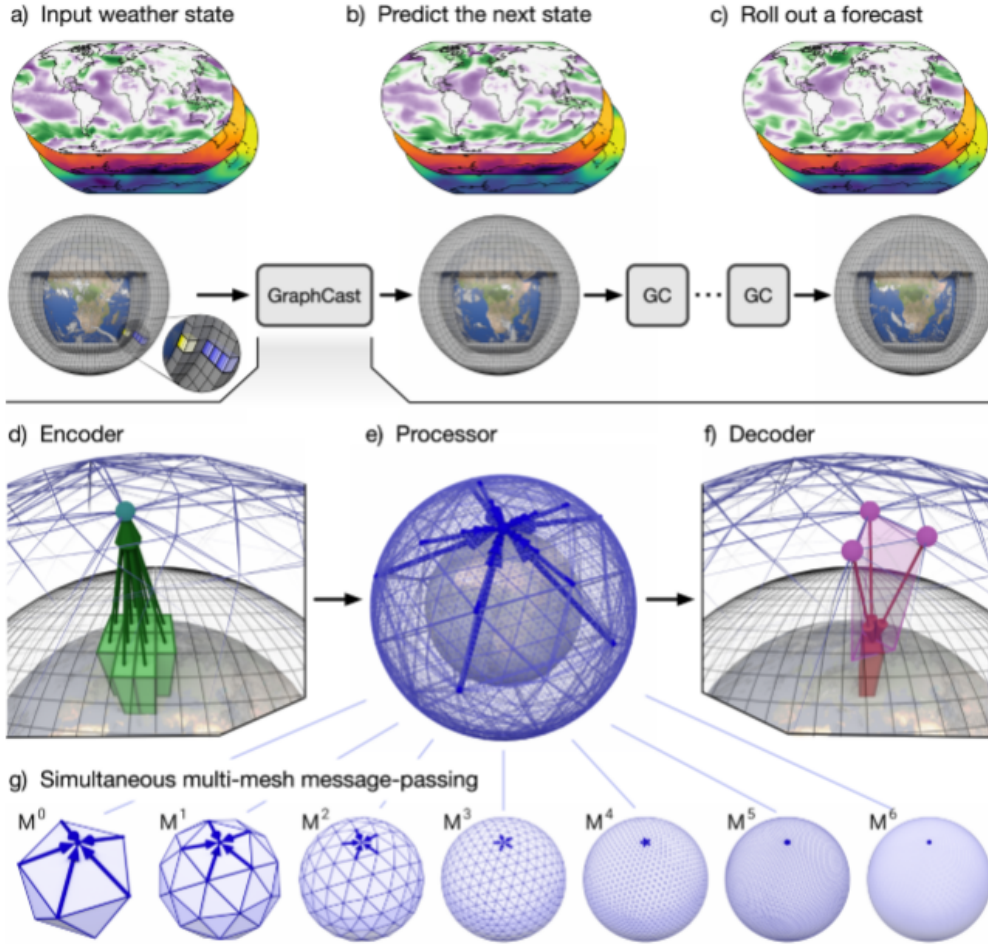 a) Input weather state
b) Predict the next state
c) Roll out a forecast
GraphCast
GC
...
GC
d) Encoder
e) Processor
f) Decoder
g) Simultaneous multi-mesh message-passing
M⁰
M¹
M²
M³
M⁴
M⁵
M⁶